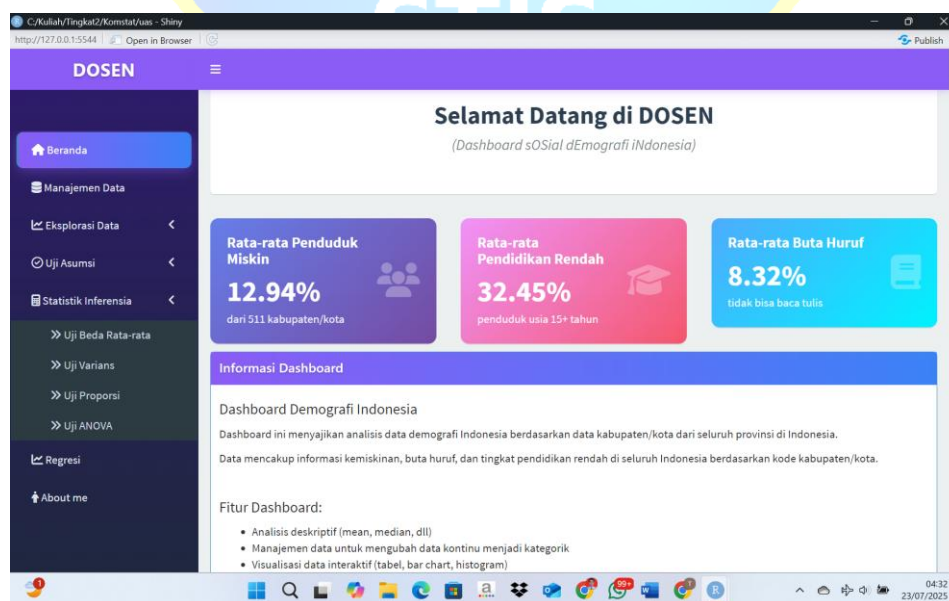 STIS
C:/Kuliah/Tingkat2/Komstat/uas - Shiny
http://127.0.0.1:5544
Open in Browser
Publish
DOSEN
Selamat Datang di DOSEN
(Dashboard sOSial dEmografi iNdonesia)
Beranda
Manajemen Data
Eksplorasi Data
Uji Asumsi
Statistik Inferensia
Uji Beda Rata-rata
Uji Varians
Uji Proporsi
Uji ANOVA
Regresi
About me
Rata-rata Penduduk
Miskin
12.94%
dari 511 kabupaten/kota
Rata-rata
Pendidikan Rendah
32.45%
penduduk usia 15+ tahun
Rata-rata Buta Huruf
8.32%
tidak bisa baca tulis
Informasi Dashboard
Dashboard Demografi Indonesia
Dashboard ini menyajikan analisis data demografi Indonesia berdasarkan data kabupaten/kota dari seluruh provinsi di Indonesia.
Data mencakup informasi kemiskinan, buta huruf, dan tingkat pendidikan rendah di seluruh Indonesia berdasarkan kode kabupaten/kota.
Fitur Dashboard:
• Analisis deskriptif (mean, median, dll)
• Manajemen data untuk mengubah data kontinu menjadi kategorik
• Visualisasi data interaktif (tabel, bar chart, histogram)
99+
04:32
23/07/2025